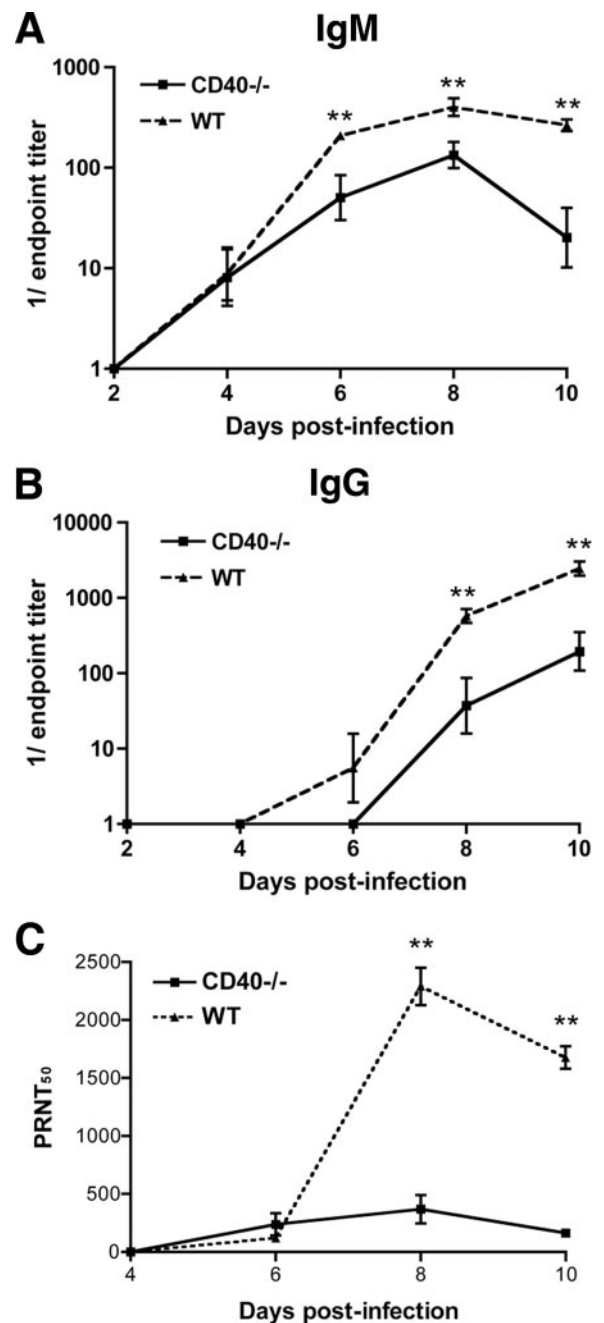 A
IgM
1000
100
10
1
CD40-/-
WT
**
**
**
1/ endpoint titer
2
4
6
8
10
Days post-infection
B
IgG
10000
1000
100
10
1
CD40-/-
WT
**
**
1/ endpoint titer
2
4
6
8
10
Days post-infection
C
2500
2000
1500
1000
500
0
CD40-/-
WT
**
**
PRNT₅₀
4
6
8
10
Days post-infection